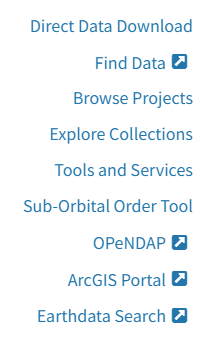 Direct Data Download
Find Data
Browse Projects
Explore Collections
Tools and Services
Sub-Orbital Order Tool
OPeNDAP
ArcGIS Portal
Earthdata Search